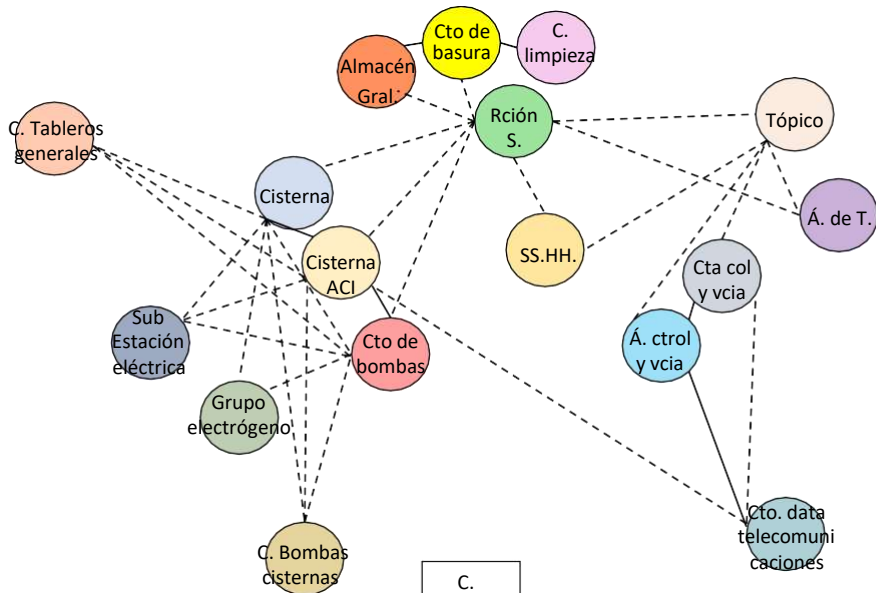 Cto de
basura
C.
limpieza
Almacén
Gral.
Rción
S.
Tópico
C. Tableros
generales
Cisterna
Á. de T.
SS.HH.
Cisterna
ACI
Cta col
y vcia
Sub
Estación
eléctrica
Cto de
bombas
Á. ctrol
y vcia
Grupo
electrógeno
Cto. data
telecomuni
caciones
C. Bombas
cisternas
C.